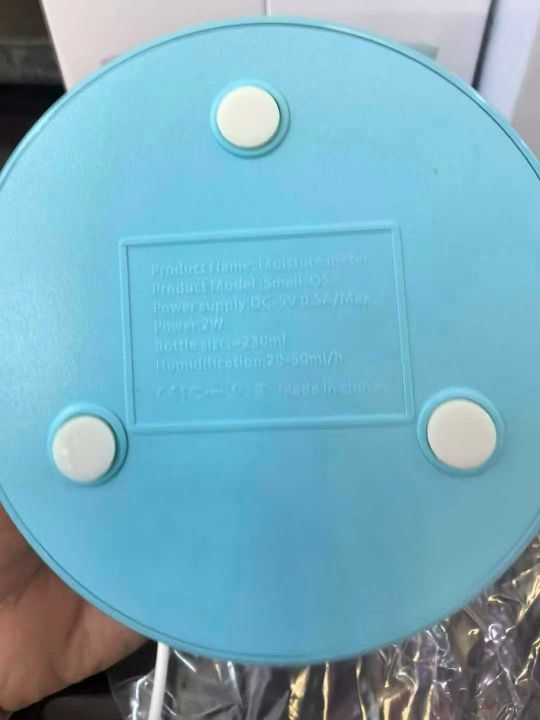 Product Name: Moisture meter
Product Model :Small-OS
Power supply:DC-5V 0.5A/Max
Power:2W
Bottle size:≈230ml
Humidification:20-50ml/h
Made in china